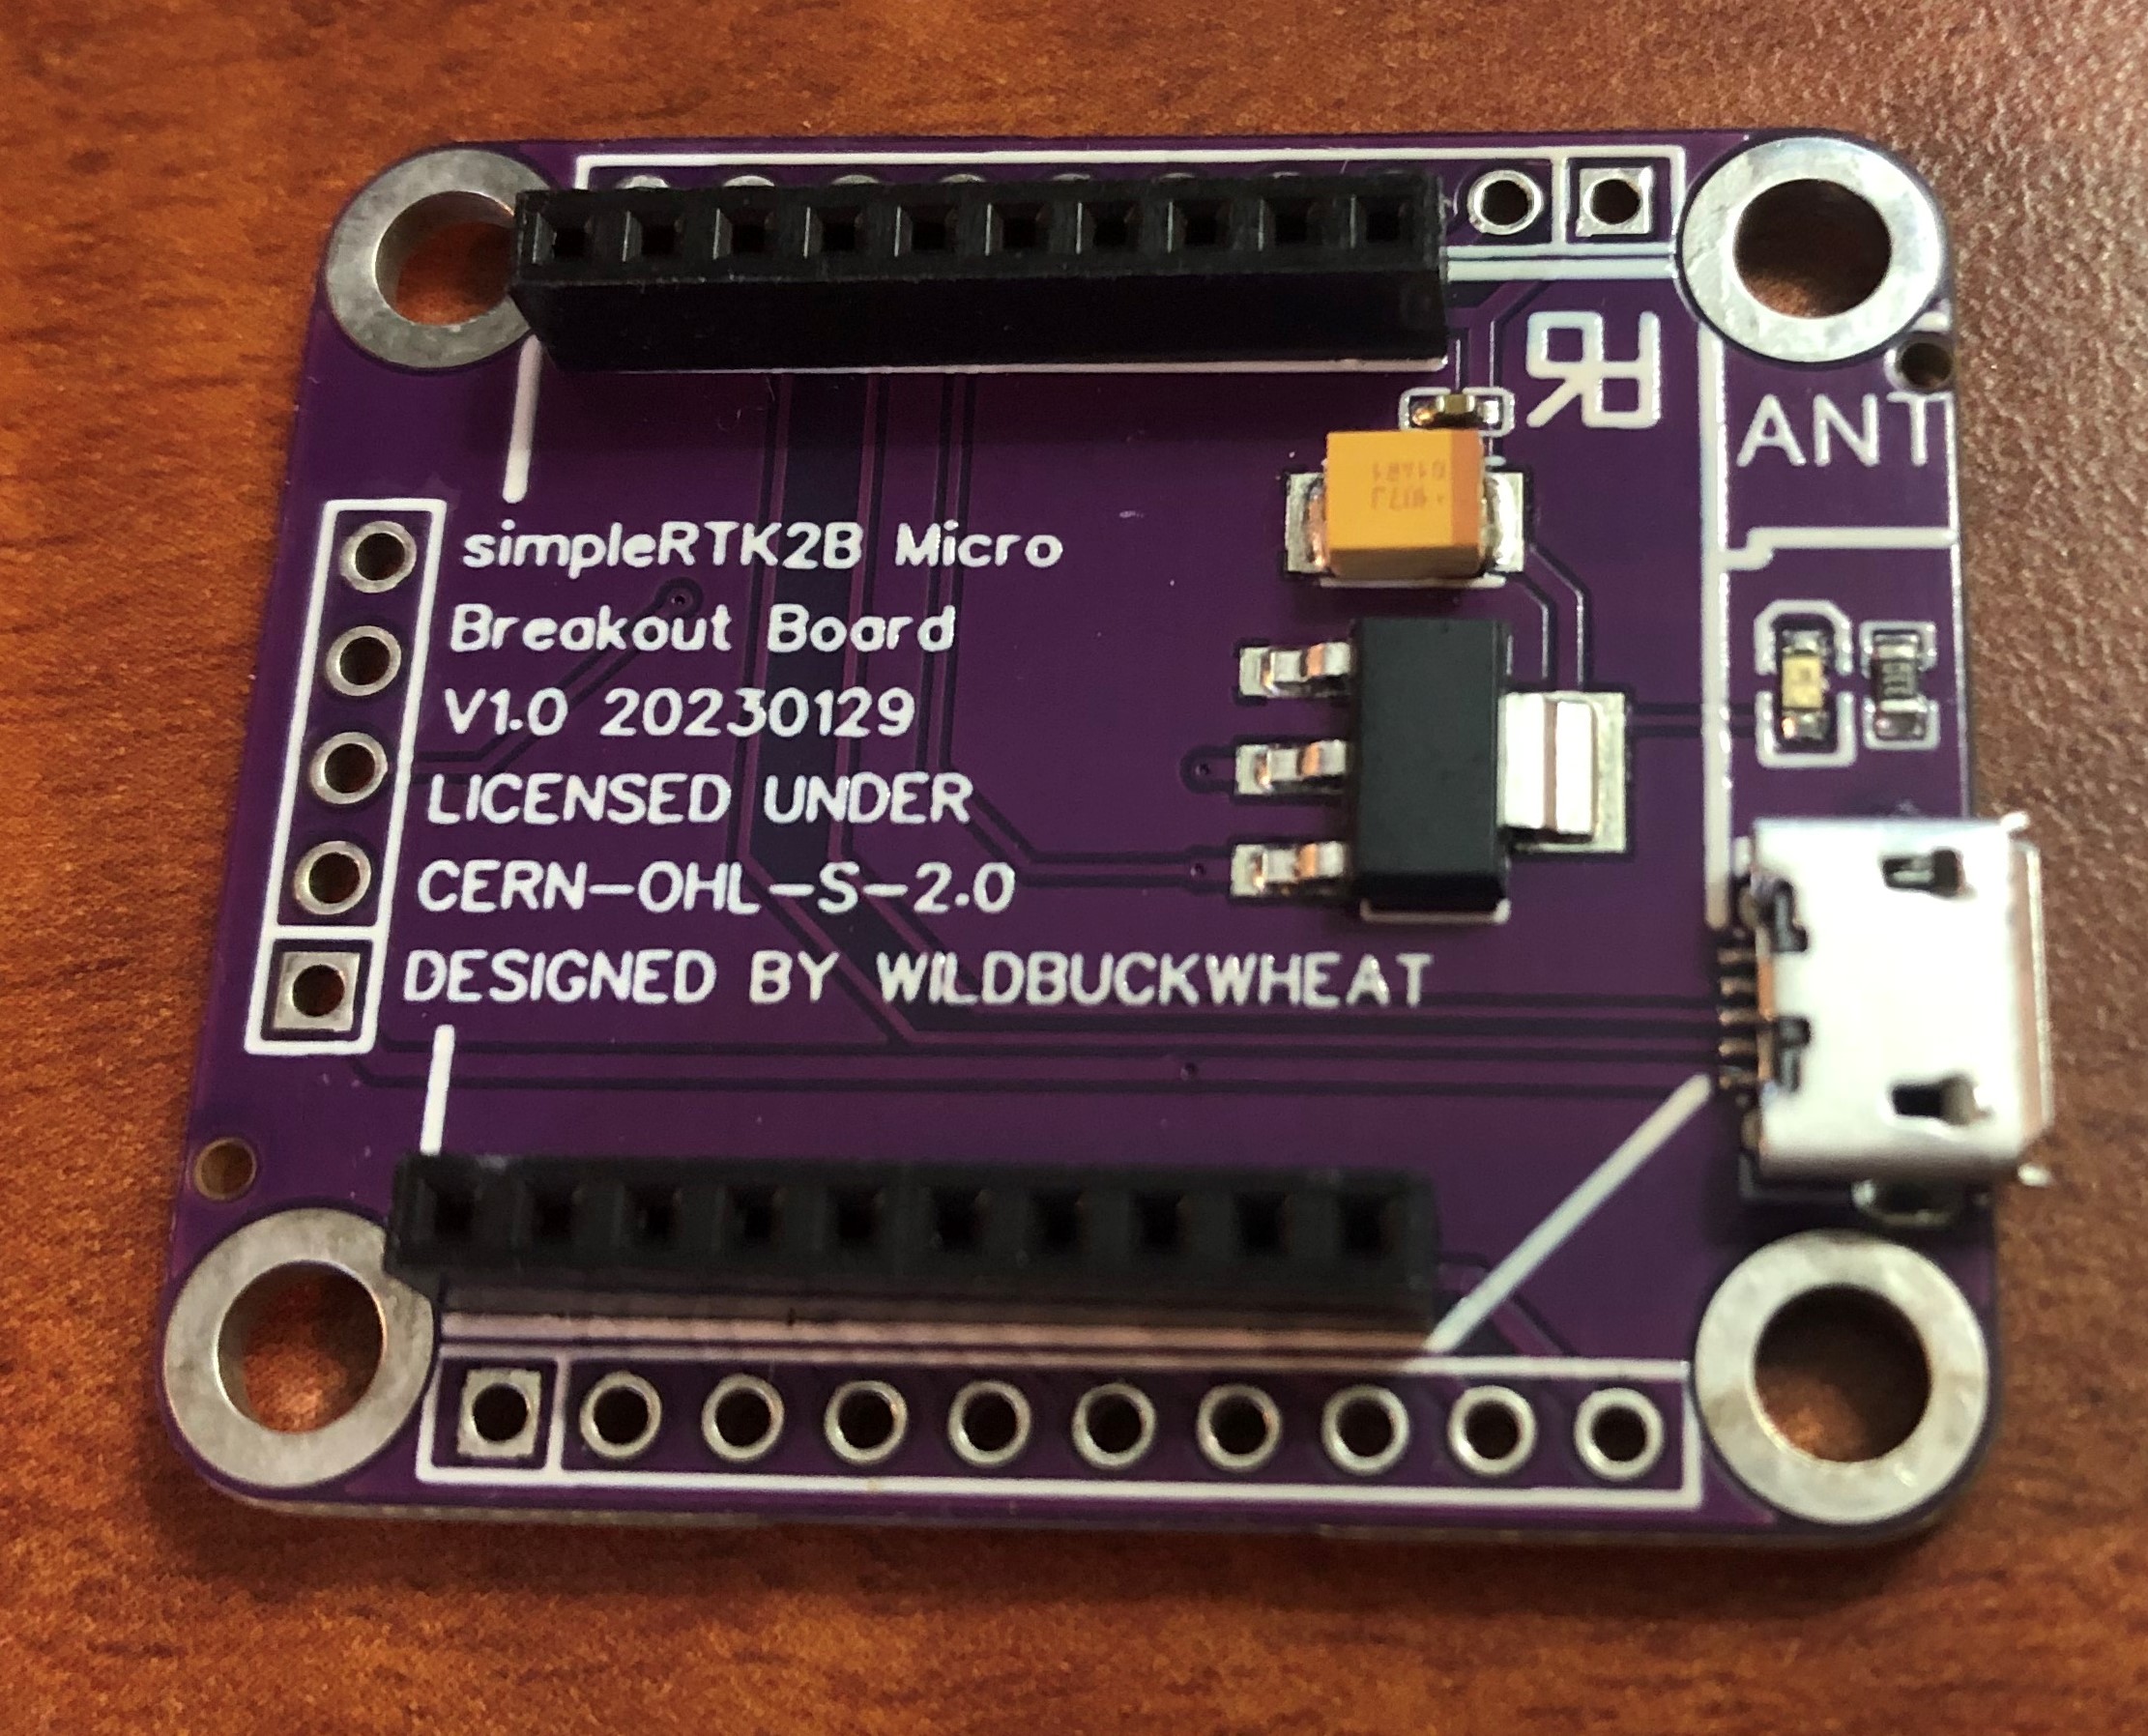 ANT
simpleRTK2B Micro
Breakout Board
V1.0 20230129
LICENSED UNDER
CERN-OHL-S-2.0
DESIGNED BY WILDBUCKWHEAT